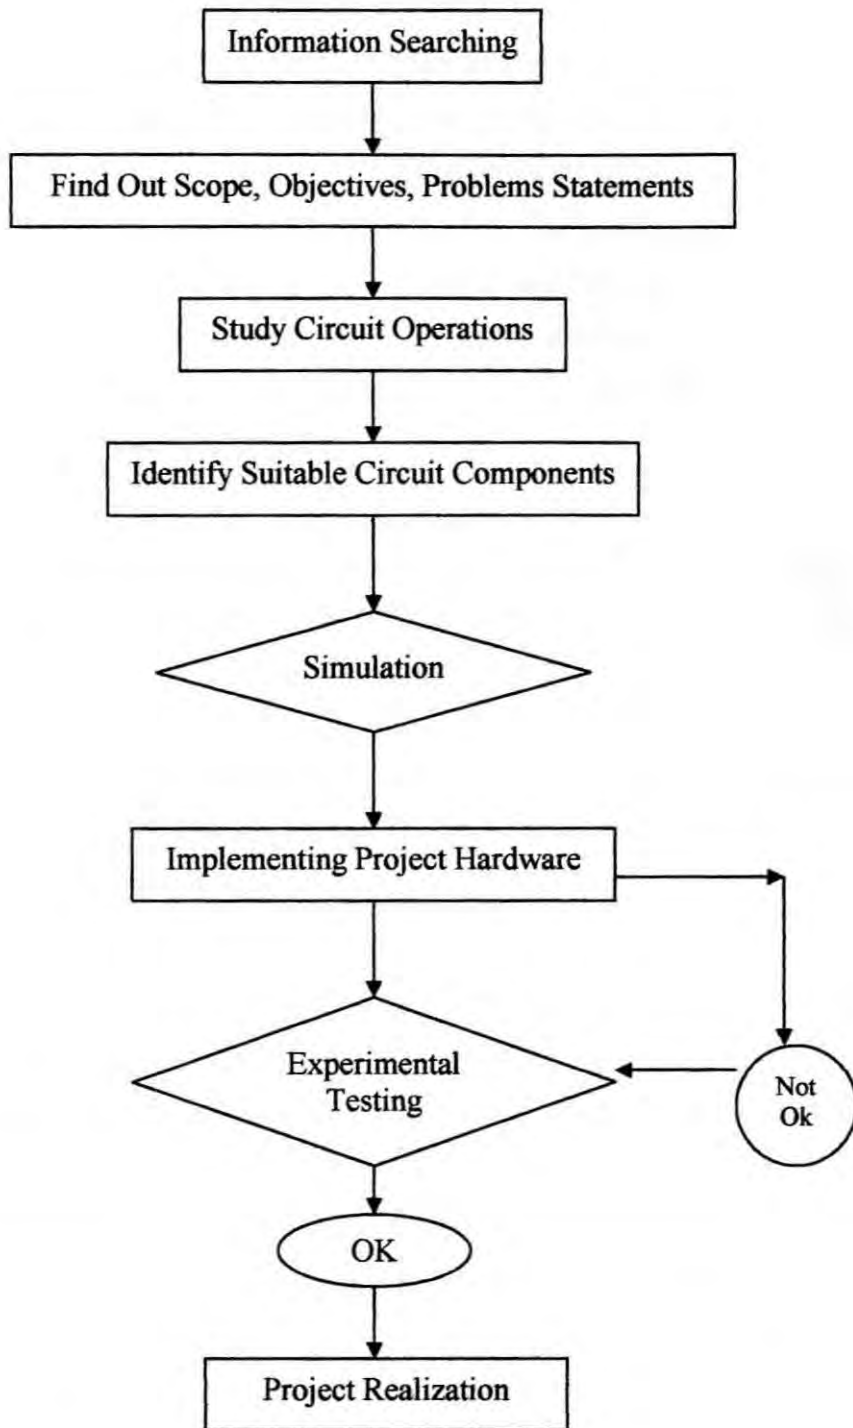 Information Searching
Find Out Scope, Objectives, Problems Statements
Study Circuit Operations
Identify Suitable Circuit Components
Simulation
Implementing Project Hardware
Experimental
Testing
Not
Ok
OK
Project Realization